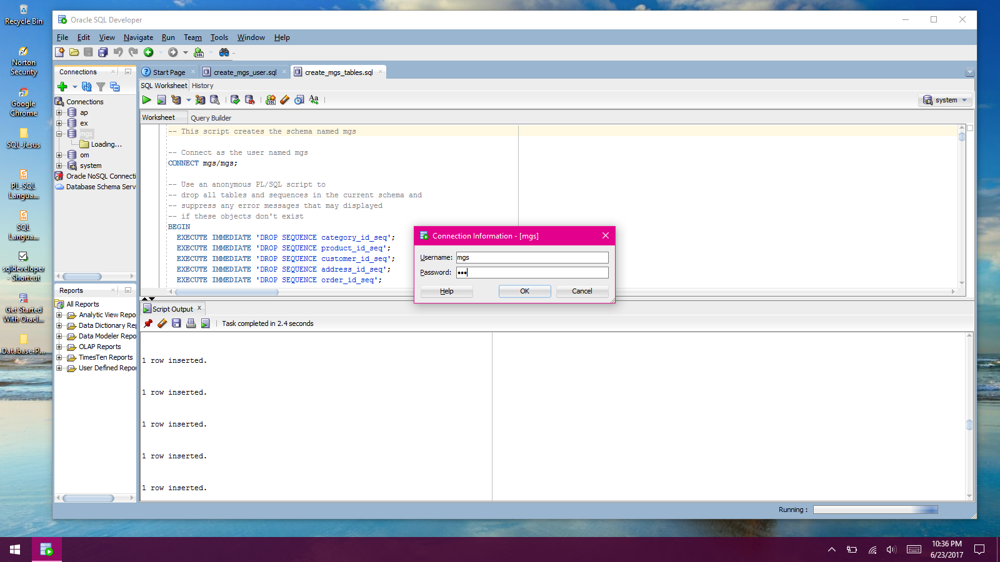 Recycle Bin
Norton
Security
Google
Chrome
SQL-Jesus
PL-SQL
Langua...
SQL
Langua...
sqldeveloper
- Shortcut
Get Started
With Oracl...
Database-P...
Oracle SQL Developer
File Edit View Navigate Run Team Tools Window Help
Connections
Connections
ap
ex
mgs
Loading...
om
system
Oracle NoSQL Connecti
Database Schema Serv
Reports
All Reports
Analytic View Repo
Data Dictionary Re
Data Modeler Repo
OLAP Reports
TimesTen Reports
User Defined Repor
Start Page create_mgs_user.sql create_mgs_tables.sql
SQL Worksheet History
system
Worksheet Query Builder
-- This script creates the schema named mgs
-- Connect as the user named mgs
CONNECT mgs/mgs;
-- Use an anonymous PL/SQL script to
-- drop all tables and sequences in the current schema and
-- suppress any error messages that may displayed
-- if these objects don't exist
BEGIN
EXECUTE IMMEDIATE 'DROP SEQUENCE category_id_seq';
EXECUTE IMMEDIATE 'DROP SEQUENCE product_id_seq';
EXECUTE IMMEDIATE 'DROP SEQUENCE customer_id_seq';
EXECUTE IMMEDIATE 'DROP SEQUENCE address_id_seq';
EXECUTE IMMEDIATE 'DROP SEQUENCE order_id_seq';
Connection Information - [mgs]
Username: mgs
Password: •••
Help OK Cancel
Script Output
Task completed in 2.4 seconds
1 row inserted.
1 row inserted.
1 row inserted.
1 row inserted.
1 row inserted.
Running :
10:36 PM
6/23/2017